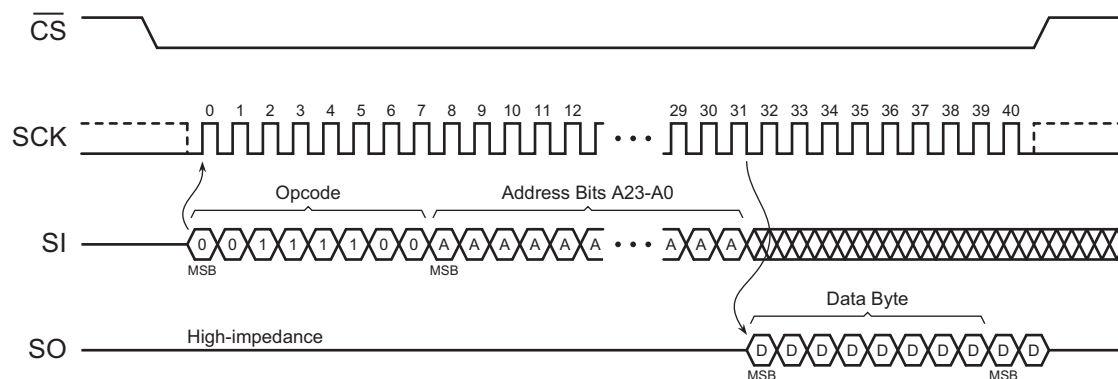 CS
SCK
0 1 2 3 4 5 6 7 8 9 10 11 12 29 30 31 32 33 34 35 36 37 38 39 40
Opcode
Address Bits A23-A0
SI
0 0 1 1 1 1 0 0 A A A A A A A A A
MSB
MSB
Data Byte
SO
High-impedance
D D D D D D D D D D
MSB
MSB